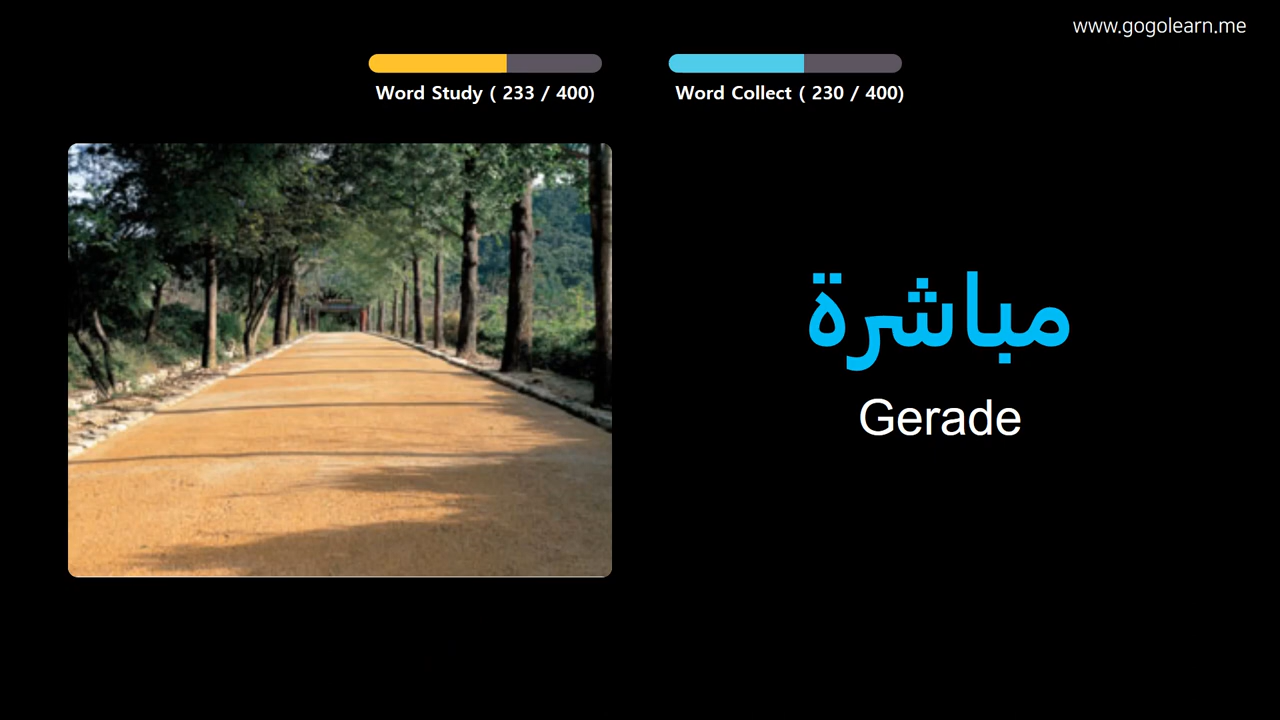 www.gogolearn.me
Word Study ( 233 / 400)
Word Collect ( 230 / 400)
مباشرة
Gerade